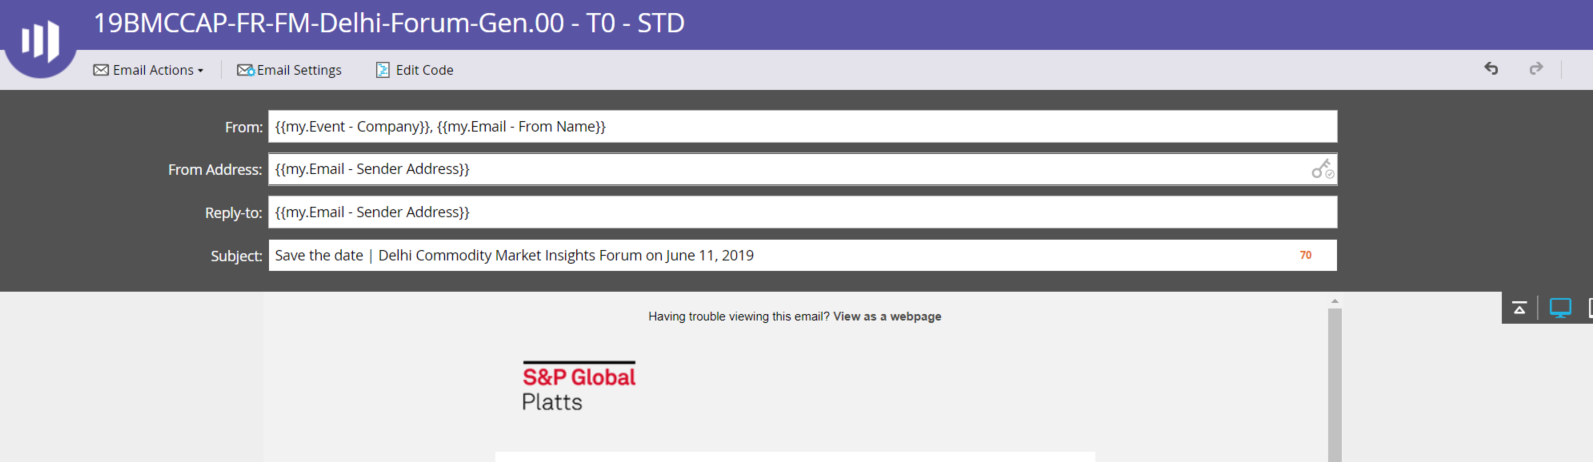 19BMCCAP-FR-FM-Delhi-Forum-Gen.00 - T0 - STD
Email Actions
Email Settings
Edit Code
From: {{my.Event - Company}}, {{my.Email - From Name}}
From Address: {{my.Email - Sender Address}}
Reply-to: {{my.Email - Sender Address}}
Subject: Save the date | Delhi Commodity Market Insights Forum on June 11, 2019 70
Having trouble viewing this email? View as a webpage
S&P Global
Platts